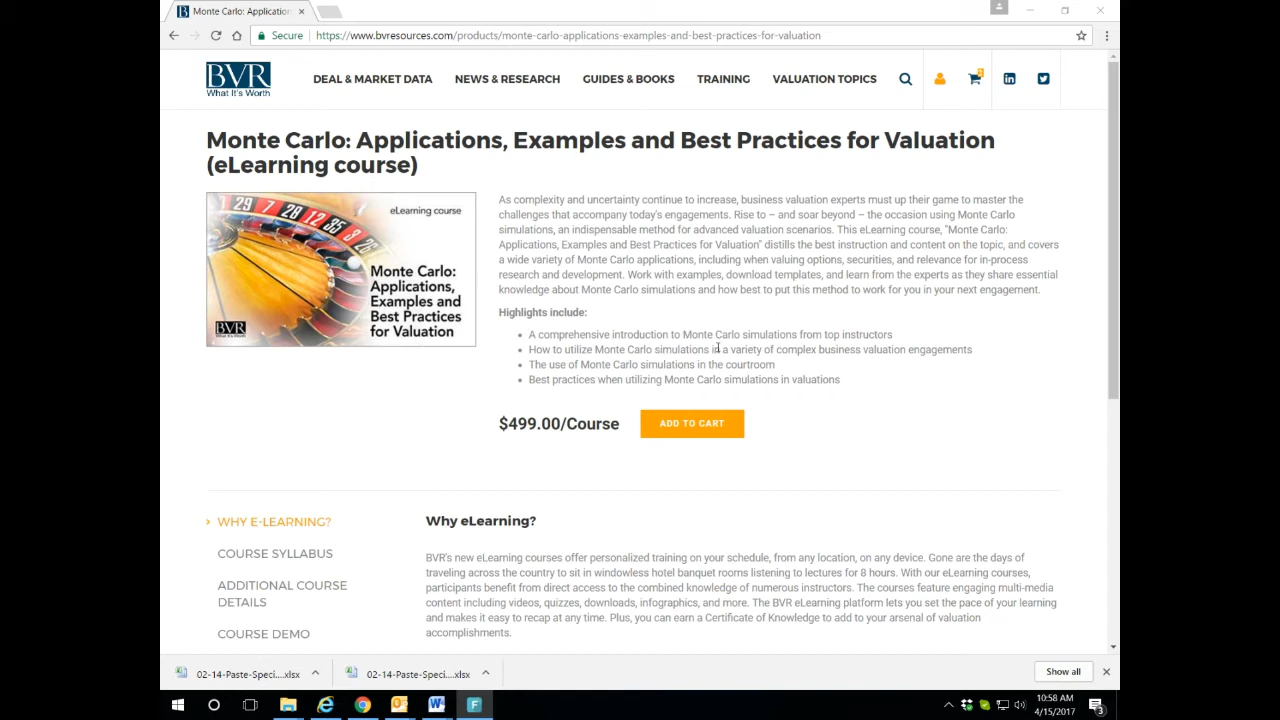 Monte Carlo: Application
Secure
https://www.bvresources.com/products/monte-carlo-applications-examples-and-best-practices-for-valuation
BVR
What It's Worth
DEAL & MARKET DATA
NEWS & RESEARCH
GUIDES & BOOKS
TRAINING
VALUATION TOPICS
Monte Carlo: Applications, Examples and Best Practices for Valuation
(eLearning course)
29 7 28 12 35 3 26
eLearning course
Monte Carlo:
Applications,
Examples and
Best Practices
for Valuation
BVR
What It's Worth
As complexity and uncertainty continue to increase, business valuation experts must up their game to master the
challenges that accompany today's engagements. Rise to – and soar beyond – the occasion using Monte Carlo
simulations, an indispensable method for advanced valuation scenarios. This eLearning course, "Monte Carlo:
Applications, Examples and Best Practices for Valuation" distills the best instruction and content on the topic, and covers
a wide variety of Monte Carlo applications, including when valuing options, securities, and relevance for in-process
research and development. Work with examples, download templates, and learn from the experts as they share essential
knowledge about Monte Carlo simulations and how best to put this method to work for you in your next engagement.
Highlights include:
A comprehensive introduction to Monte Carlo simulations from top instructors
How to utilize Monte Carlo simulations in a variety of complex business valuation engagements
The use of Monte Carlo simulations in the courtroom
Best practices when utilizing Monte Carlo simulations in valuations
$499.00/Course
ADD TO CART
WHY E-LEARNING?
COURSE SYLLABUS
ADDITIONAL COURSE
DETAILS
COURSE DEMO
Why eLearning?
BVR's new eLearning courses offer personalized training on your schedule, from any location, on any device. Gone are the days of
traveling across the country to sit in windowless hotel banquet rooms listening to lectures for 8 hours. With our eLearning courses,
participants benefit from direct access to the combined knowledge of numerous instructors. The courses feature engaging multi-media
content including videos, quizzes, downloads, infographics, and more. The BVR eLearning platform lets you set the pace of your learning
and makes it easy to recap at any time. Plus, you can earn a Certificate of Knowledge to add to your arsenal of valuation
accomplishments.
02-14-Paste-Speci....xlsx
02-14-Paste-Speci....xlsx
Show all
10:58 AM
4/15/2017
3